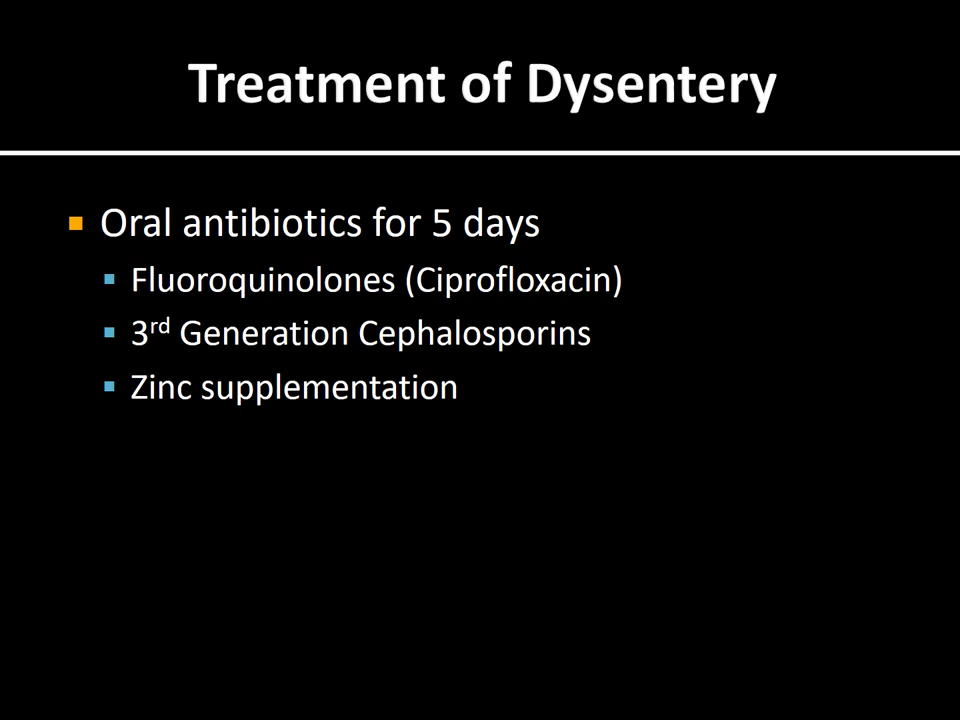 Treatment of Dysentery
Oral antibiotics for 5 days
Fluoroquinolones (Ciprofloxacin)
3rd Generation Cephalosporins
Zinc supplementation